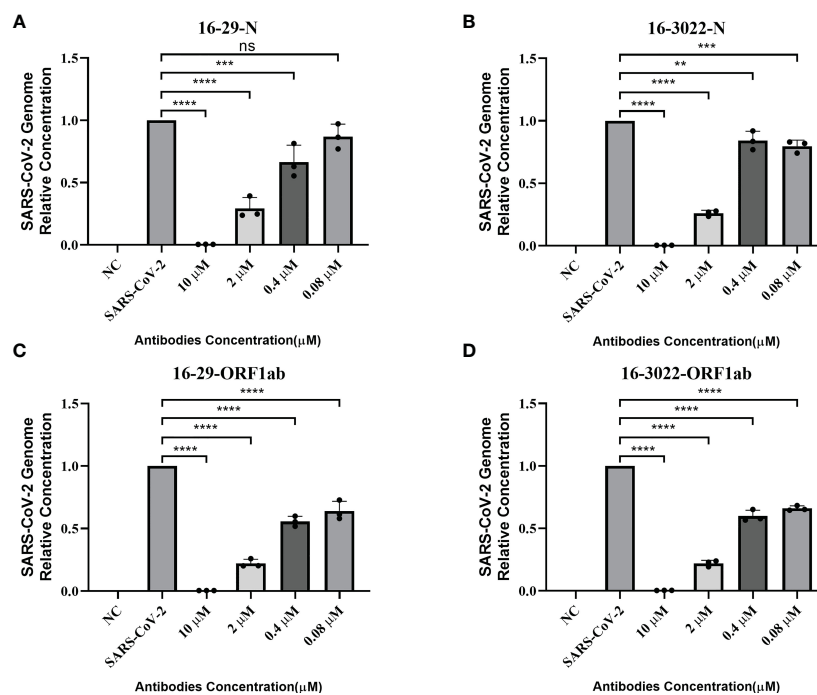 A
16-29-N
ns
***
****
****
SARS-CoV-2 Genome
Relative Concentration
1.5
1.0
0.5
0.0
NC
SARS-CoV-2
10 μM
2 μM
0.4 μM
0.08 μM
Antibodies Concentration(μM)
B
16-3022-N
***
**
****
****
SARS-CoV-2 Genome
Relative Concentration
1.5
1.0
0.5
0.0
NC
SARS-CoV-2
10 μM
2 μM
0.4 μM
0.08 μM
Antibodies Concentration(μM)
C
16-29-ORF1ab
****
****
****
****
SARS-CoV-2 Genome
Relative Concentration
1.5
1.0
0.5
0.0
NC
SARS-CoV-2
10 μM
2 μM
0.4 μM
0.08 μM
Antibodies Concentration(μM)
D
16-3022-ORF1ab
****
****
****
****
SARS-CoV-2 Genome
Relative Concentration
1.5
1.0
0.5
0.0
NC
SARS-CoV-2
10 μM
2 μM
0.4 μM
0.08 μM
Antibodies Concentration(μM)